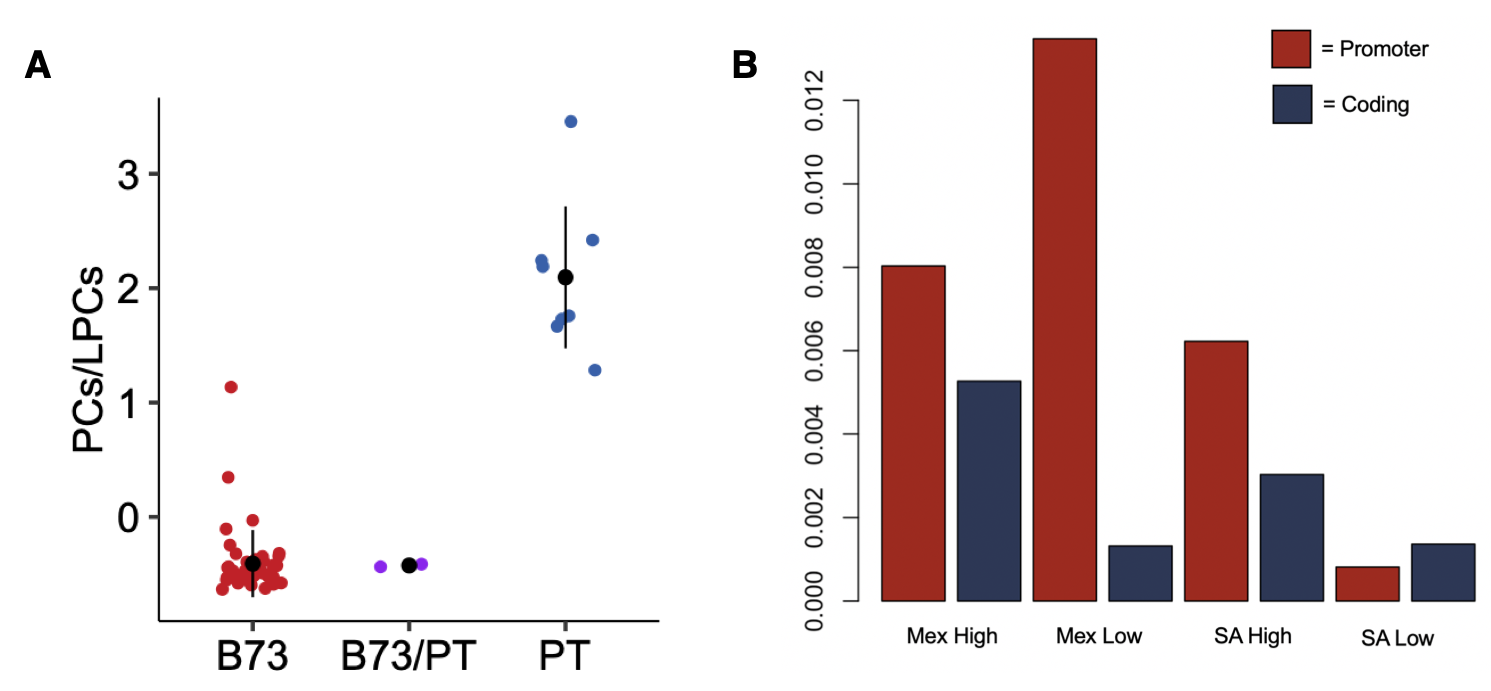 A
PCs/LPCs
3
2
1
0
B73
B73/PT
PT
B
0.012
0.010
0.008
0.006
0.004
0.002
0.000
= Promoter
= Coding
Mex High
Mex Low
SA High
SA Low